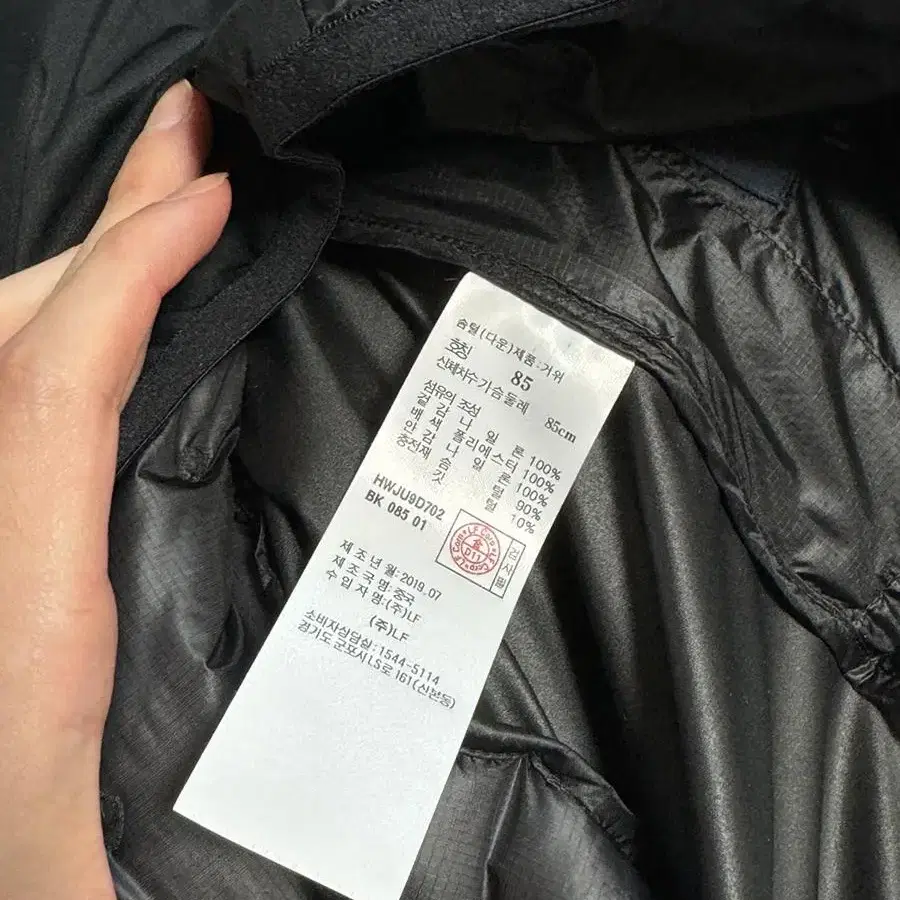 솜털(다운)제품:거위
호칭 85
신체치수 가슴둘레 85cm
섬유의 조성
겉감 나일론 100%
배색 폴리에스터 100%
안감 나일론 100%
충전재 솜털 90%
깃털 10%
HWJU9D702
BK 085 01
LF Corp LF Corp
D11
검사필
제조년월:2019.07
제조국명:중국
수입자명:(주)LF
(주)LF
소비자상담실:1544-5114
경기도 군포시 LS로 161(산본동)